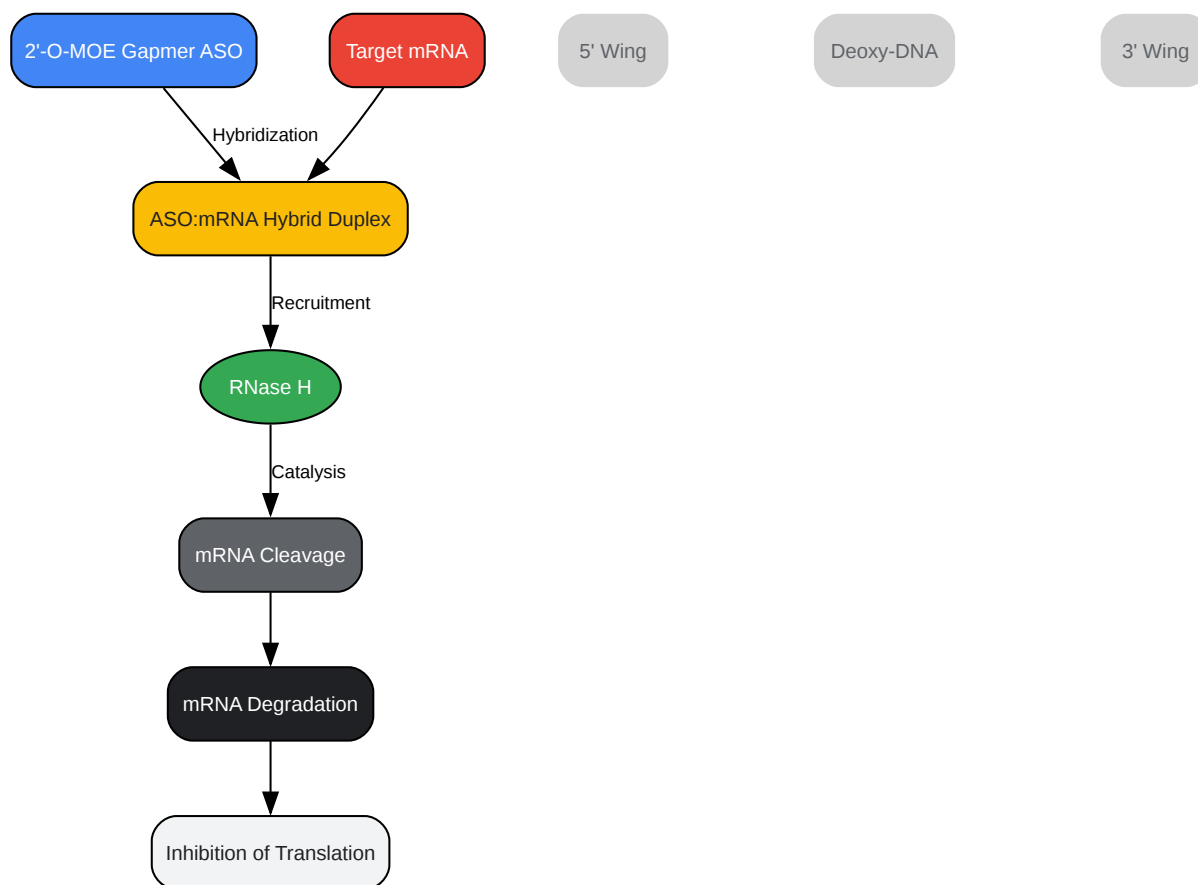 2'-O-MOE Gapmer ASO
Target mRNA
5' Wing
Deoxy-DNA
3' Wing
Hybridization
ASO:mRNA Hybrid Duplex
Recruitment
RNase H
Catalysis
mRNA Cleavage
mRNA Degradation
Inhibition of Translation